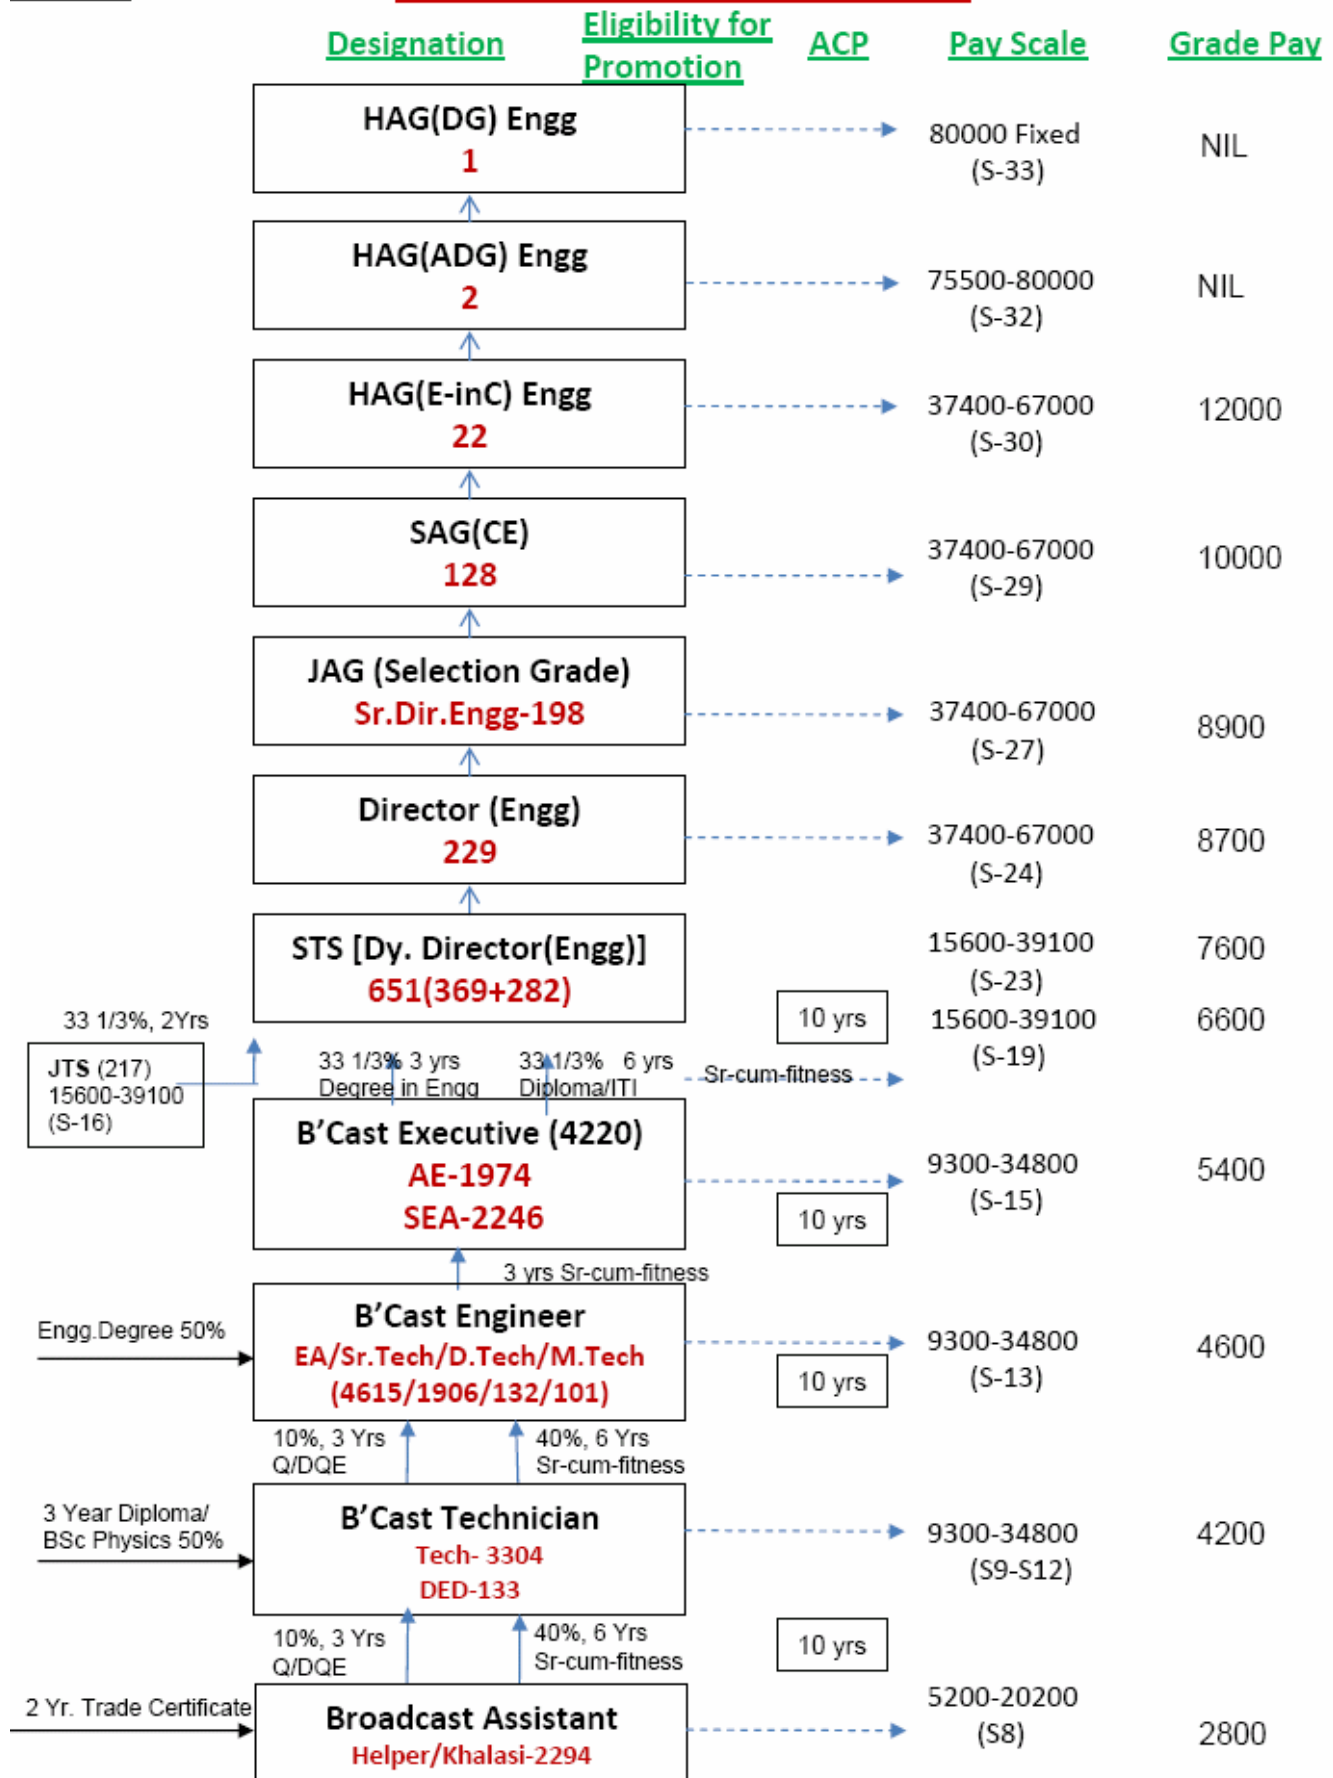 Designation
Eligibility for
Promotion
ACP
Pay Scale
Grade Pay
HAG(DG) Engg
1
80000 Fixed
(S-33)
NIL
HAG(ADG) Engg
2
75500-80000
(S-32)
NIL
HAG(E-inC) Engg
22
37400-67000
(S-30)
12000
SAG(CE)
128
37400-67000
(S-29)
10000
JAG (Selection Grade)
Sr.Dir.Engg-198
37400-67000
(S-27)
8900
Director (Engg)
229
37400-67000
(S-24)
8700
STS [Dy. Director(Engg)]
651(369+282)
15600-39100
(S-23)
7600
10 yrs
15600-39100
(S-19)
6600
33 1/3%, 2Yrs
JTS (217)
15600-39100
(S-16)
33 1/3% 3 yrs
Degree in Engg
33 1/3% 6 yrs
Diploma/ITI
Sr-cum-fitness
B'Cast Executive (4220)
AE-1974
SEA-2246
9300-34800
(S-15)
5400
10 yrs
3 yrs Sr-cum-fitness
Engg.Degree 50%
B'Cast Engineer
EA/Sr.Tech/D.Tech/M.Tech
(4615/1906/132/101)
9300-34800
(S-13)
4600
10 yrs
10%, 3 Yrs
Q/DQE
40%, 6 Yrs
Sr-cum-fitness
3 Year Diploma/
BSc Physics 50%
B'Cast Technician
Tech- 3304
DED-133
9300-34800
(S9-S12)
4200
10%, 3 Yrs
Q/DQE
40%, 6 Yrs
Sr-cum-fitness
10 yrs
2 Yr. Trade Certificate
Broadcast Assistant
Helper/Khalasi-2294
5200-20200
(S8)
2800